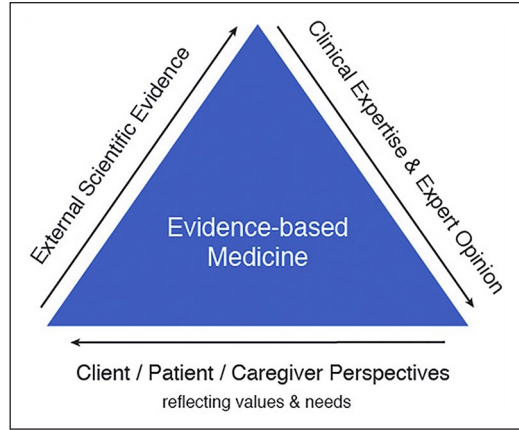 External Scientific Evidence
Clinical Expertise & Expert Opinion
Evidence-based
Medicine
Client / Patient / Caregiver Perspectives
reflecting values & needs